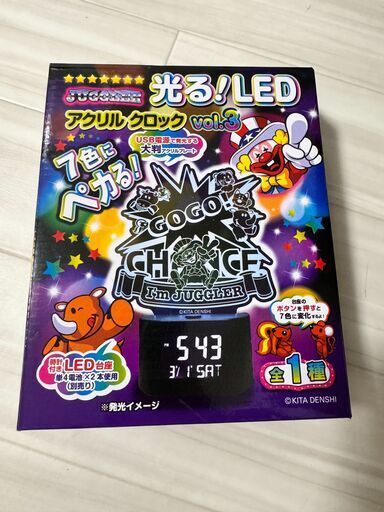 JUGGLER
光る!LED
アクリルクロック vol.3
USB電源で発光する
大判アクリルプレート
7色に
ペカる!
GOGO!
CHOICE
I'm JUGGLER
©KITA DENSHI
PM 5:43
3/1 SAT
時計付き LED台座
単4電池×2本使用
(別売り)
台座の
ボタンを押すと
7色に変化するよ!
全1種
※発光イメージ
©KITA DENSHI